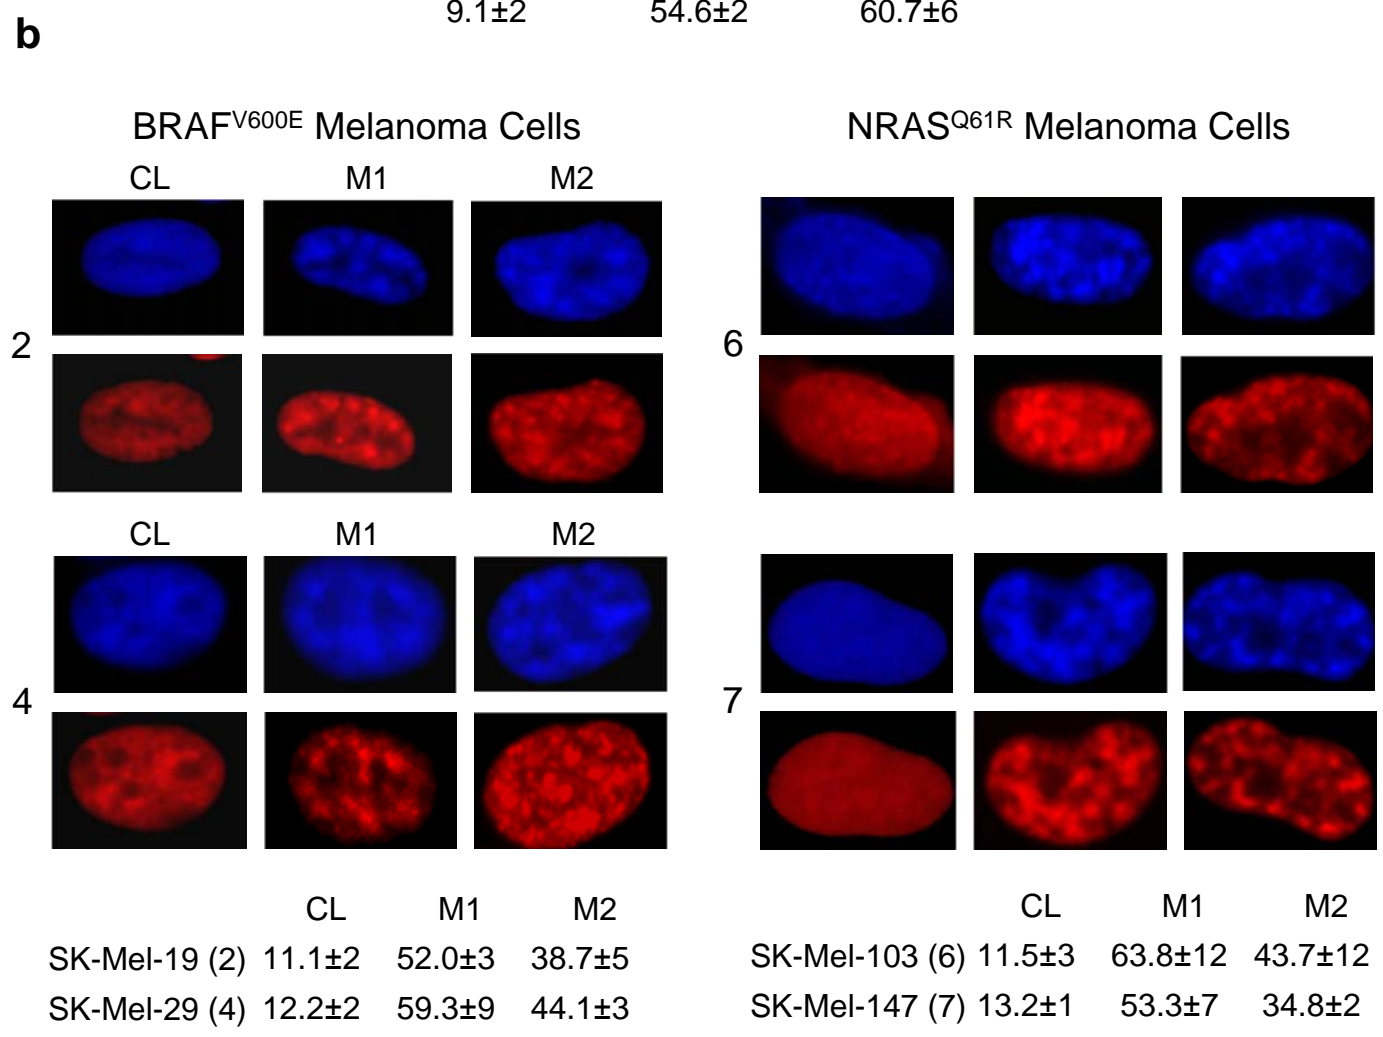 9.1±2 54.6±2 60.7±6
b
BRAFV600E Melanoma Cells NRASQ61R Melanoma Cells
CL M1 M2
2 6
CL M1 M2
4 7
CL M1 M2 CL M1 M2
SK-Mel-19 (2) 11.1±2 52.0±3 38.7±5 SK-Mel-103 (6) 11.5±3 63.8±12 43.7±12
SK-Mel-29 (4) 12.2±2 59.3±9 44.1±3 SK-Mel-147 (7) 13.2±1 53.3±7 34.8±2